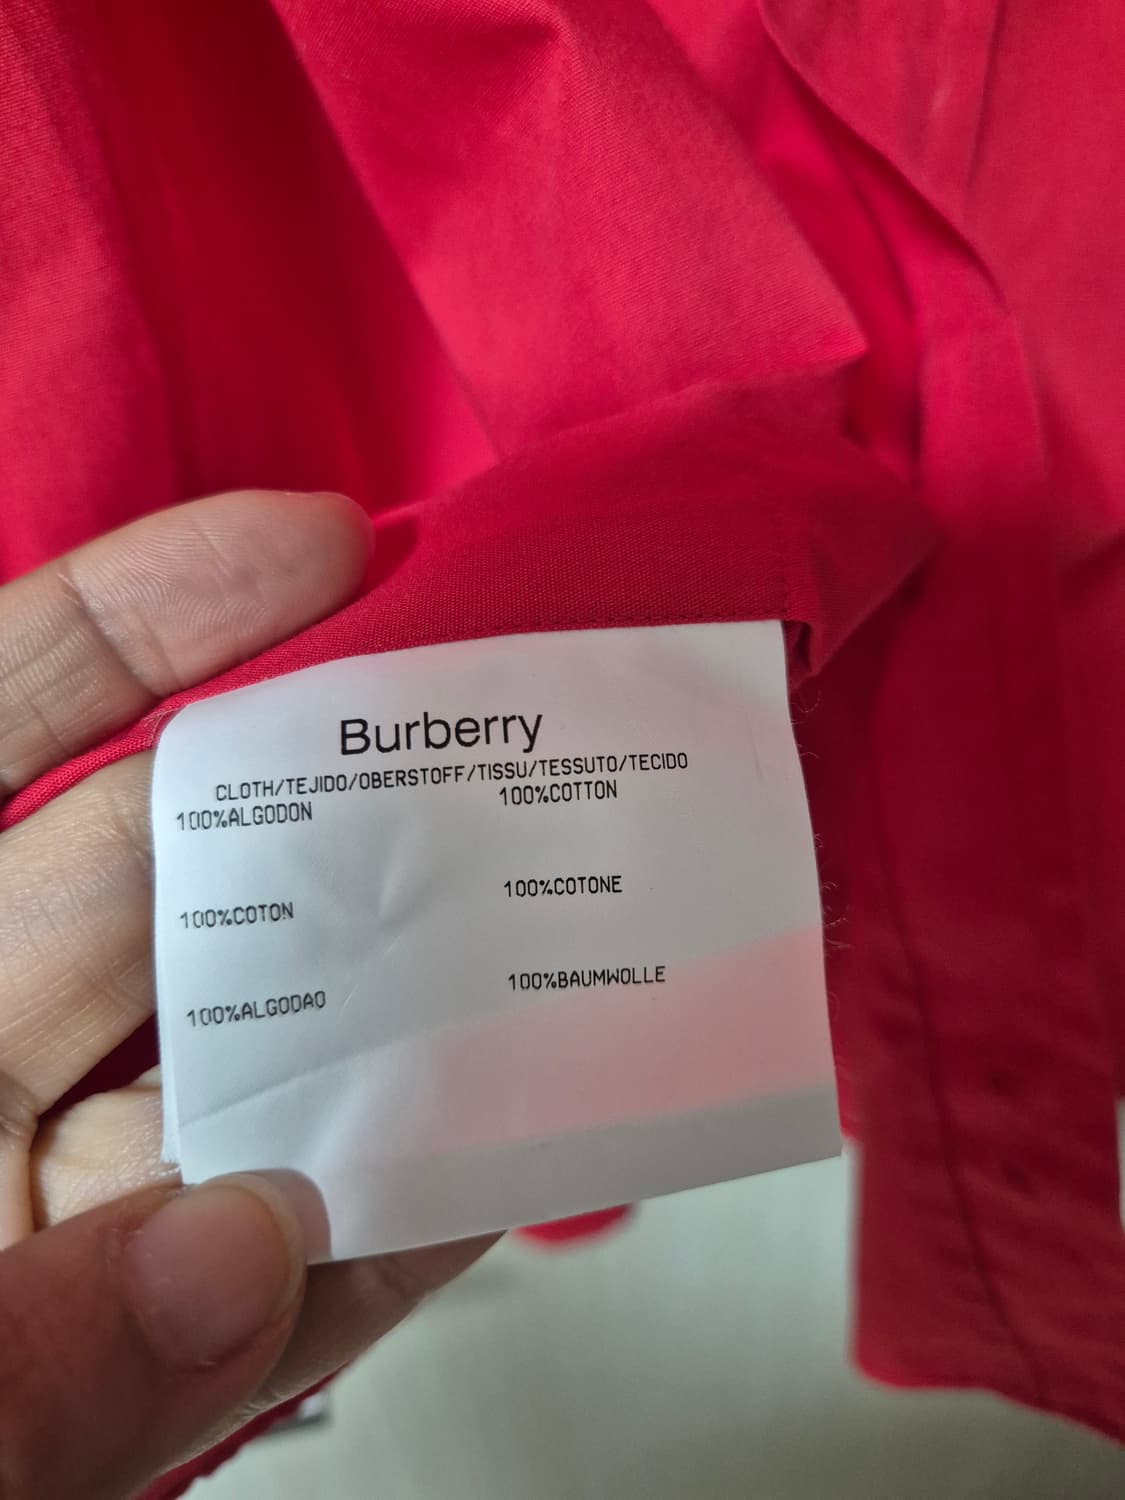 Burberry
CLOTH/TEJIDO/OBERSTOFF/TISSU/TESSUTO/TECIDO
100%ALGODON 100%COTTON
100%COTON 100%COTONE
100%ALGODAO 100%BAUMWOLLE